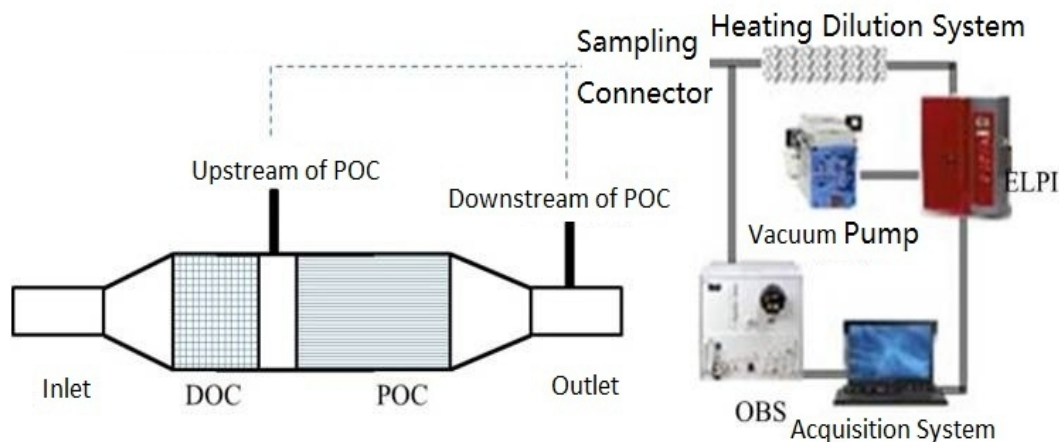 Sampling
Connector
Heating Dilution System
Upstream of POC
Downstream of POC
ELPI
Vacuum Pump
Inlet
DOC
POC
Outlet
OBS
Acquisition System